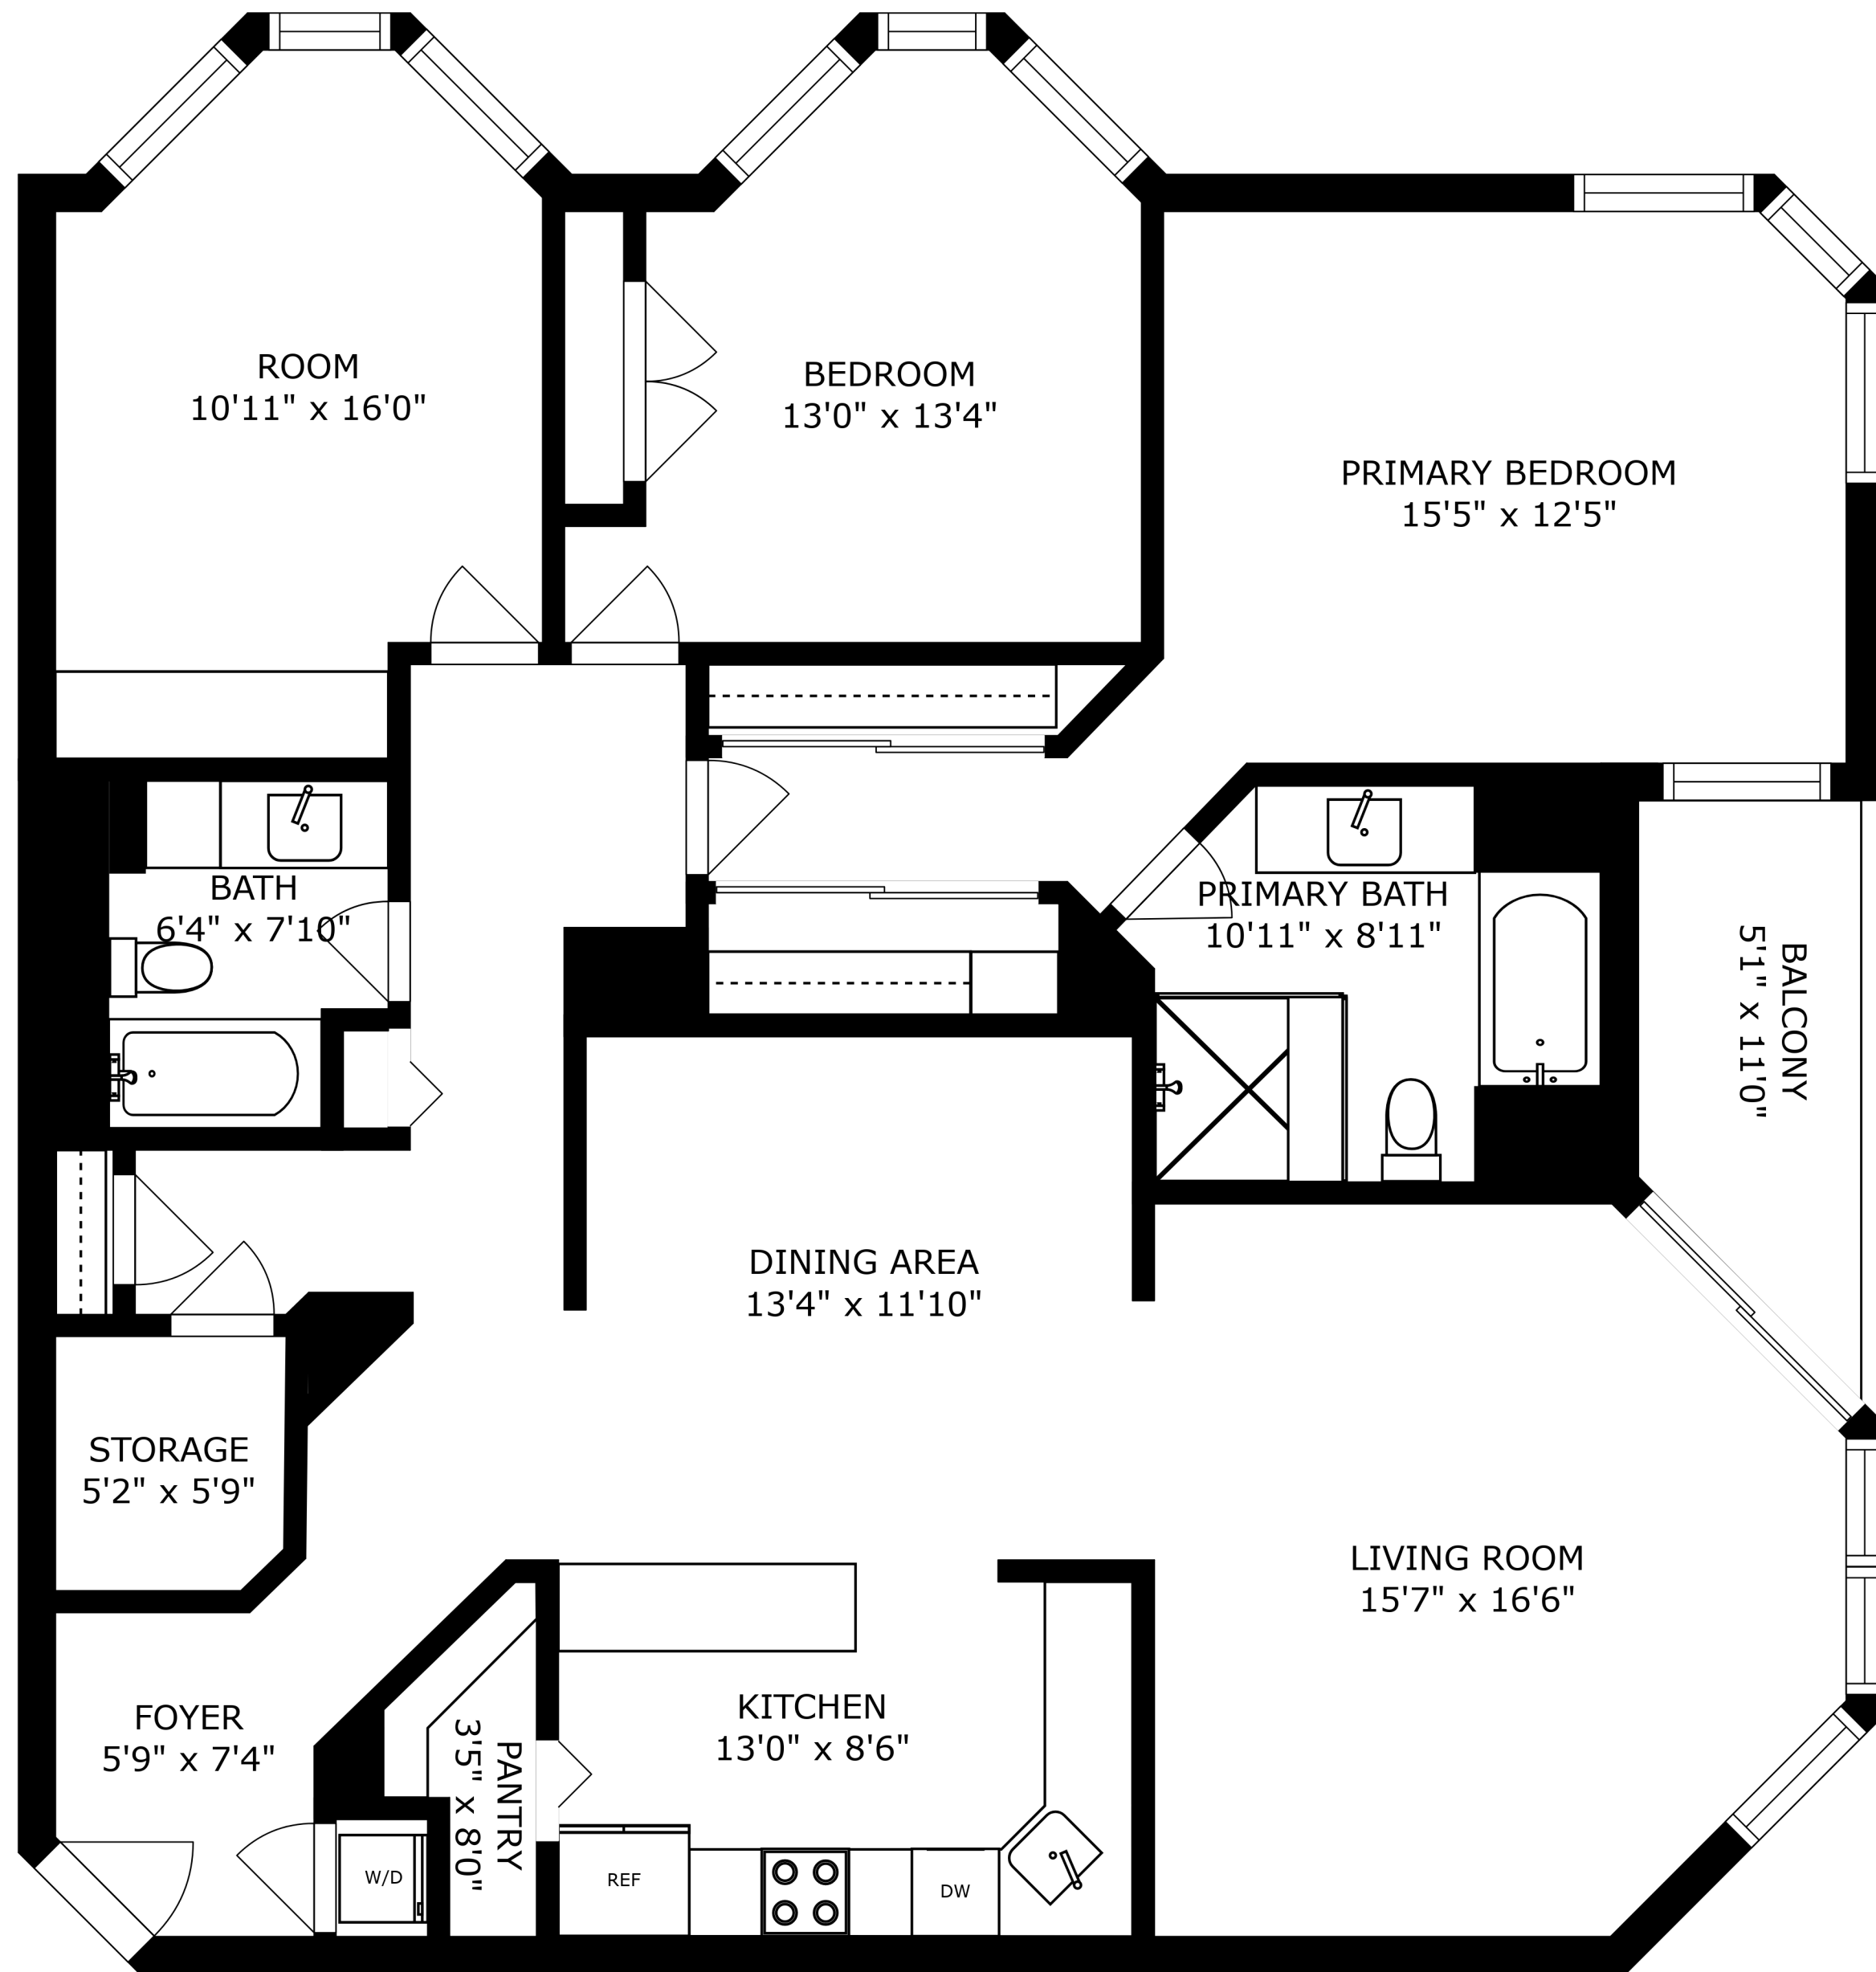 ROOM
10'11" x 16'0"
BEDROOM
13'0" x 13'4"
PRIMARY BEDROOM
15'5" x 12'5"
BATH
6'4" x 7'10"
PRIMARY BATH
10'11" x 8'11"
BALCONY
5'1" x 11'0"
DINING AREA
13'4" x 11'10"
STORAGE
5'2" x 5'9"
LIVING ROOM
15'7" x 16'6"
FOYER
5'9" x 7'4"
PANTRY
3'5" x 8'0"
KITCHEN
13'0" x 8'6"
W/D
REF
DW